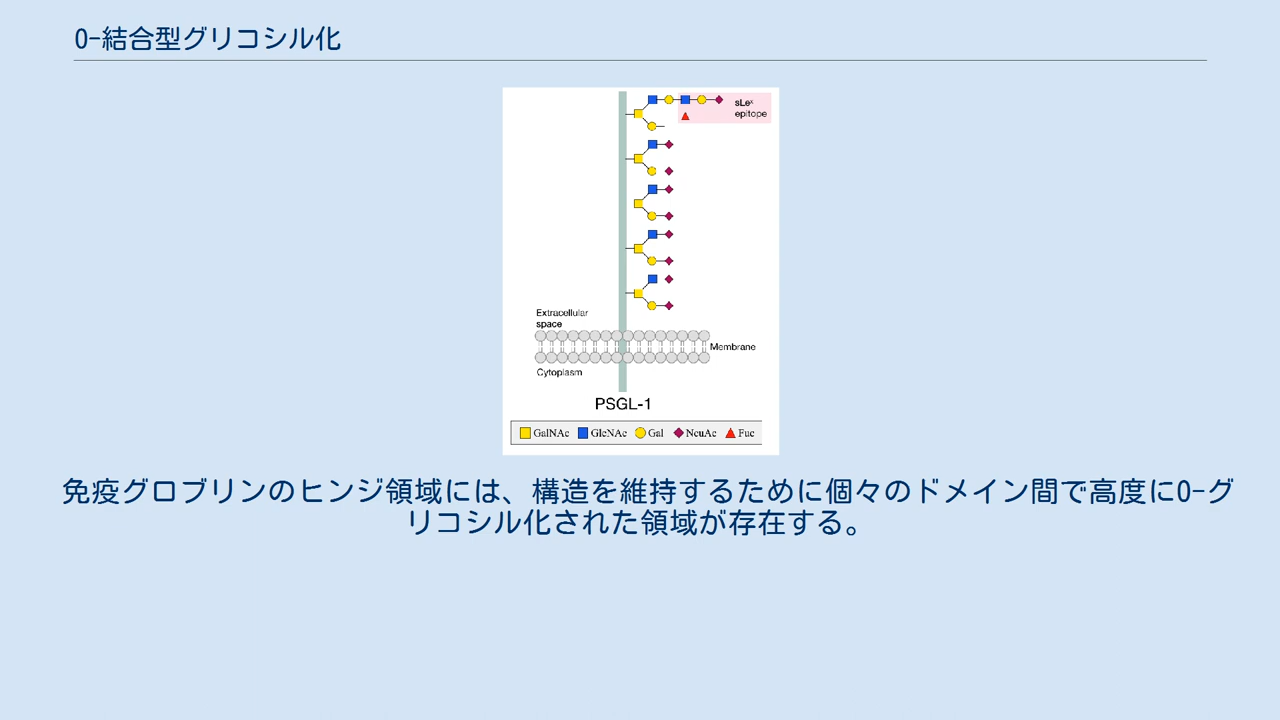 O-結合型グリコシル化
sLeˣ
epitope
Extracellular
space
Membrane
Cytoplasm
PSGL-1
GalNAc GlcNAc Gal NeuAc Fuc
免疫グロブリンのヒンジ領域には、構造を維持するために個々のドメイン間で高度にO-グ
リコシル化された領域が存在する。